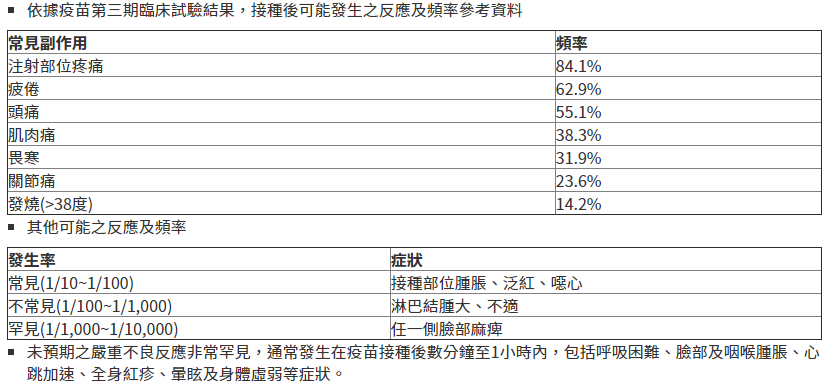 ▪ 依據疫苗第三期臨床試驗結果，接種後可能發生之反應及頻率參考資料
常見副作用 頻率
注射部位疼痛 84.1%
疲倦 62.9%
頭痛 55.1%
肌肉痛 38.3%
畏寒 31.9%
關節痛 23.6%
發燒(>38度) 14.2%
▪ 其他可能之反應及頻率
發生率 症狀
常見(1/10~1/100) 接種部位腫脹、泛紅、噁心
不常見(1/100~1/1,000) 淋巴結腫大、不適
罕見(1/1,000~1/10,000) 任一側臉部麻痺
▪ 未預期之嚴重不良反應非常罕見，通常發生在疫苗接種後數分鐘至1小時內，包括呼吸困難、臉部及咽喉腫脹、心
跳加速、全身紅疹、暈眩及身體虛弱等症狀。